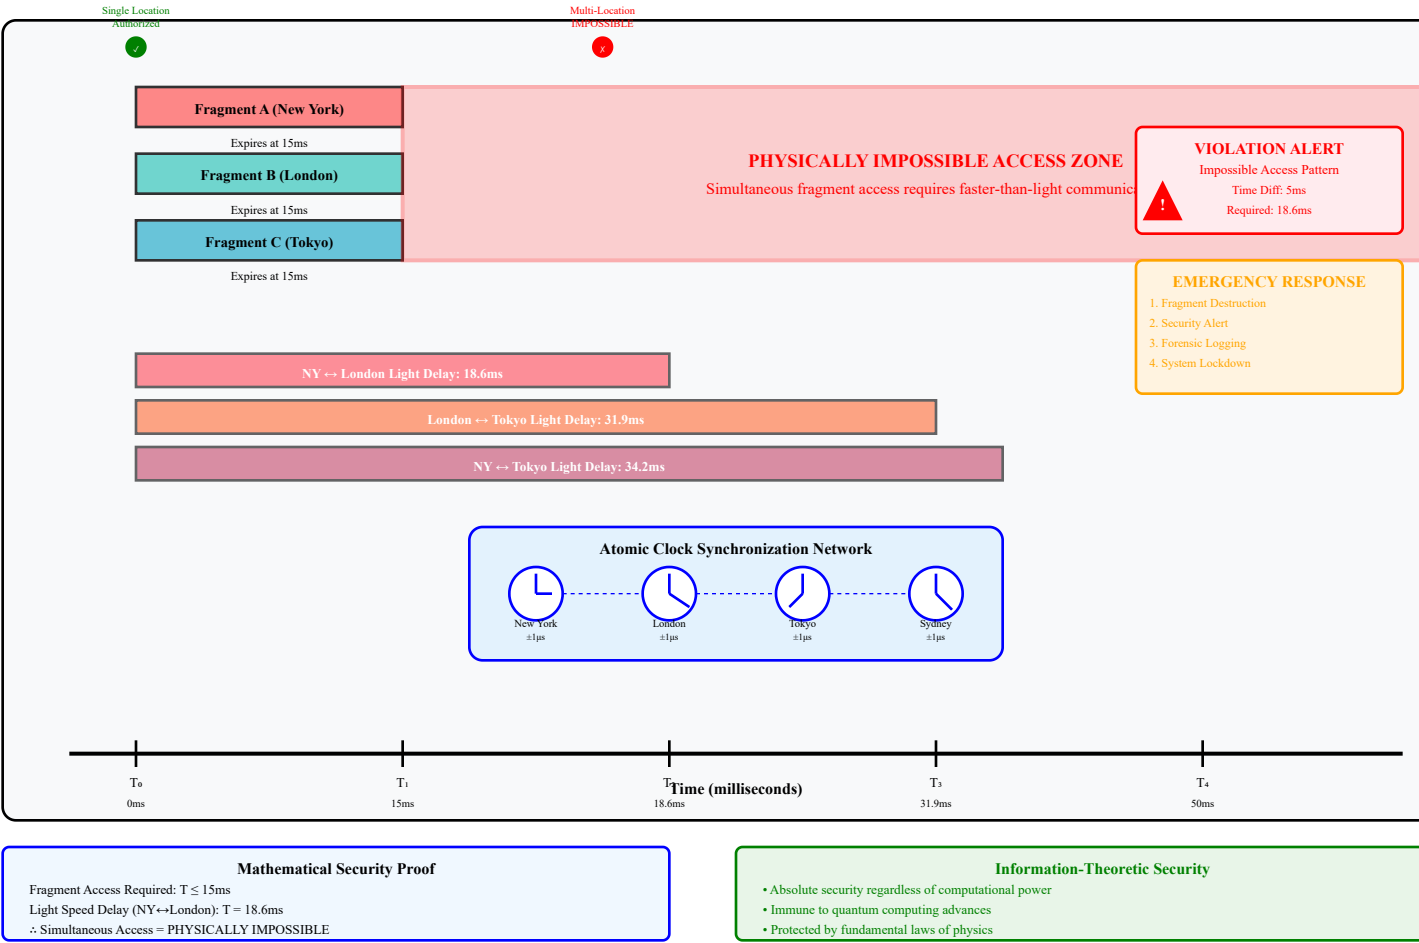 Single Location
Authorized
✓
Multi-Location
IMPOSSIBLE
✗
Fragment A (New York)
Expires at 15ms
Fragment B (London)
Expires at 15ms
Fragment C (Tokyo)
Expires at 15ms
PHYSICALLY IMPOSSIBLE ACCESS ZONE
Simultaneous fragment access requires faster-than-light communica
VIOLATION ALERT
Impossible Access Pattern
Time Diff: 5ms
Required: 18.6ms
!
EMERGENCY RESPONSE
1. Fragment Destruction
2. Security Alert
3. Forensic Logging
4. System Lockdown
NY ↔ London Light Delay: 18.6ms
London ↔ Tokyo Light Delay: 31.9ms
NY ↔ Tokyo Light Delay: 34.2ms
Atomic Clock Synchronization Network
New York
±1μs
London
±1μs
Tokyo
±1μs
Sydney
±1μs
T₀
0ms
T₁
15ms
18.6ms
Time (milliseconds)
T₃
31.9ms
T₄
50ms
Mathematical Security Proof
Fragment Access Required: T ≤ 15ms
Light Speed Delay (NY↔London): T = 18.6ms
∴ Simultaneous Access = PHYSICALLY IMPOSSIBLE
Information-Theoretic Security
• Absolute security regardless of computational power
• Immune to quantum computing advances
• Protected by fundamental laws of physics